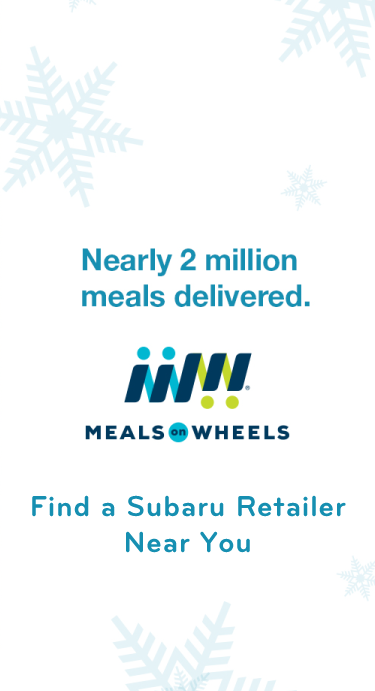 Nearly 2 million
meals delivered.
MEALS on WHEELS
Find a Subaru Retailer
Near You